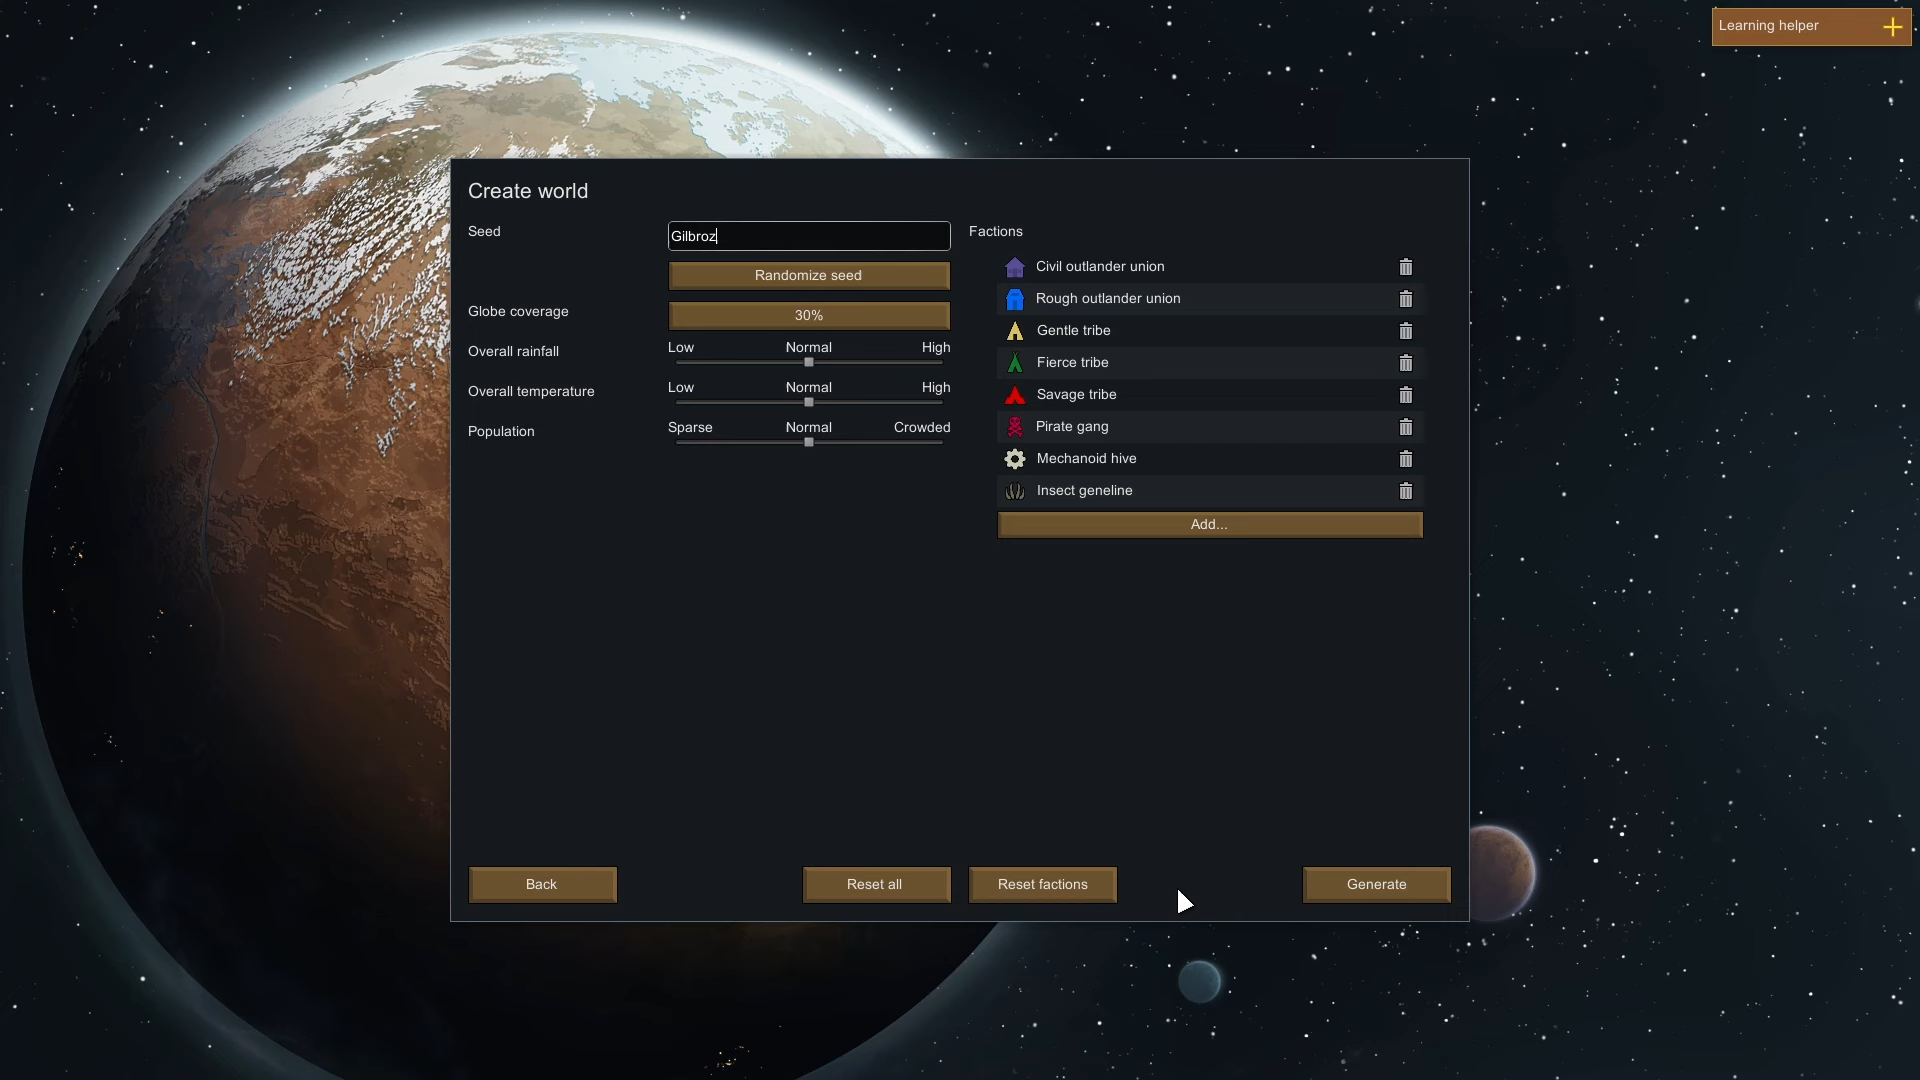 Learning helper
Create world
Seed
Gilbroz
Randomize seed
Globe coverage
30%
Overall rainfall
Low Normal High
Overall temperature
Low Normal High
Population
Sparse Normal Crowded
Factions
Civil outlander union
Rough outlander union
Gentle tribe
Fierce tribe
Savage tribe
Pirate gang
Mechanoid hive
Insect geneline
Add...
Back
Reset all
Reset factions
Generate